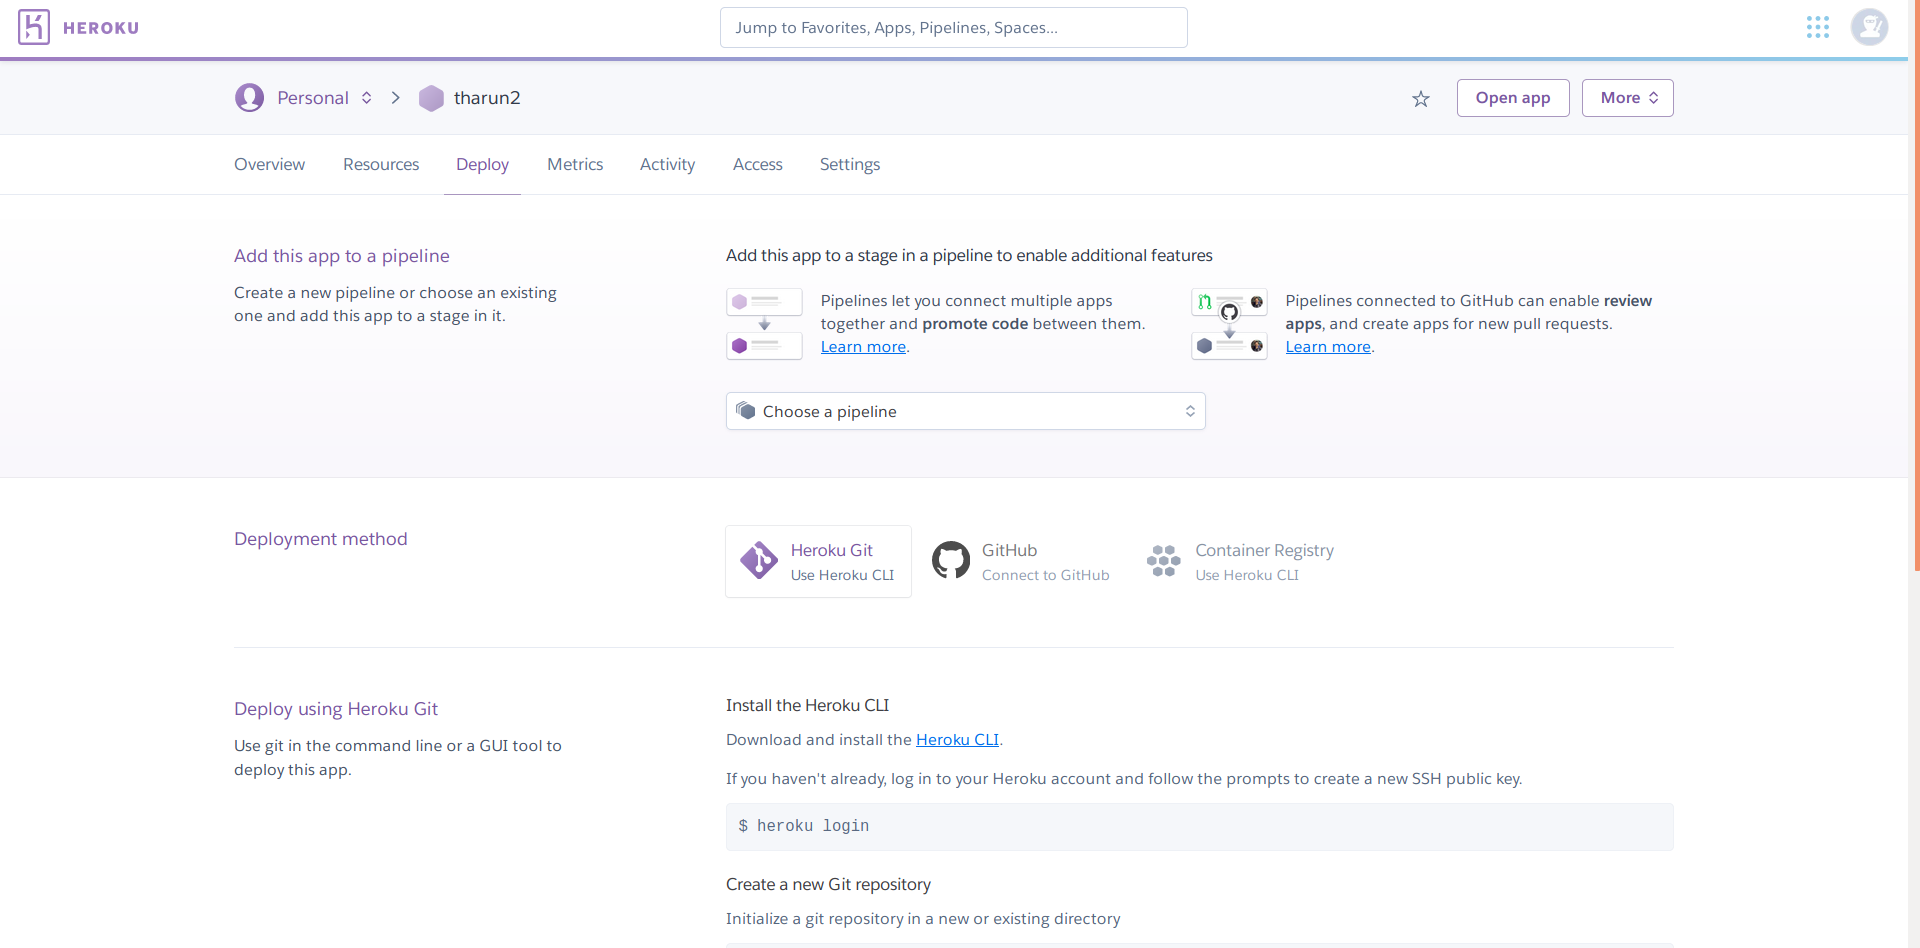 HEROKU
Jump to Favorites, Apps, Pipelines, Spaces...
Personal
tharun2
Open app
More
Overview
Resources
Deploy
Metrics
Activity
Access
Settings
Add this app to a pipeline
Create a new pipeline or choose an existing
one and add this app to a stage in it.
Add this app to a stage in a pipeline to enable additional features
Pipelines let you connect multiple apps
together and promote code between them.
Learn more.
Pipelines connected to GitHub can enable review
apps, and create apps for new pull requests.
Learn more.
Choose a pipeline
Deployment method
Heroku Git
Use Heroku CLI
GitHub
Connect to GitHub
Container Registry
Use Heroku CLI
Deploy using Heroku Git
Use git in the command line or a GUI tool to
deploy this app.
Install the Heroku CLI
Download and install the Heroku CLI.
If you haven't already, log in to your Heroku account and follow the prompts to create a new SSH public key.
$ heroku login
Create a new Git repository
Initialize a git repository in a new or existing directory